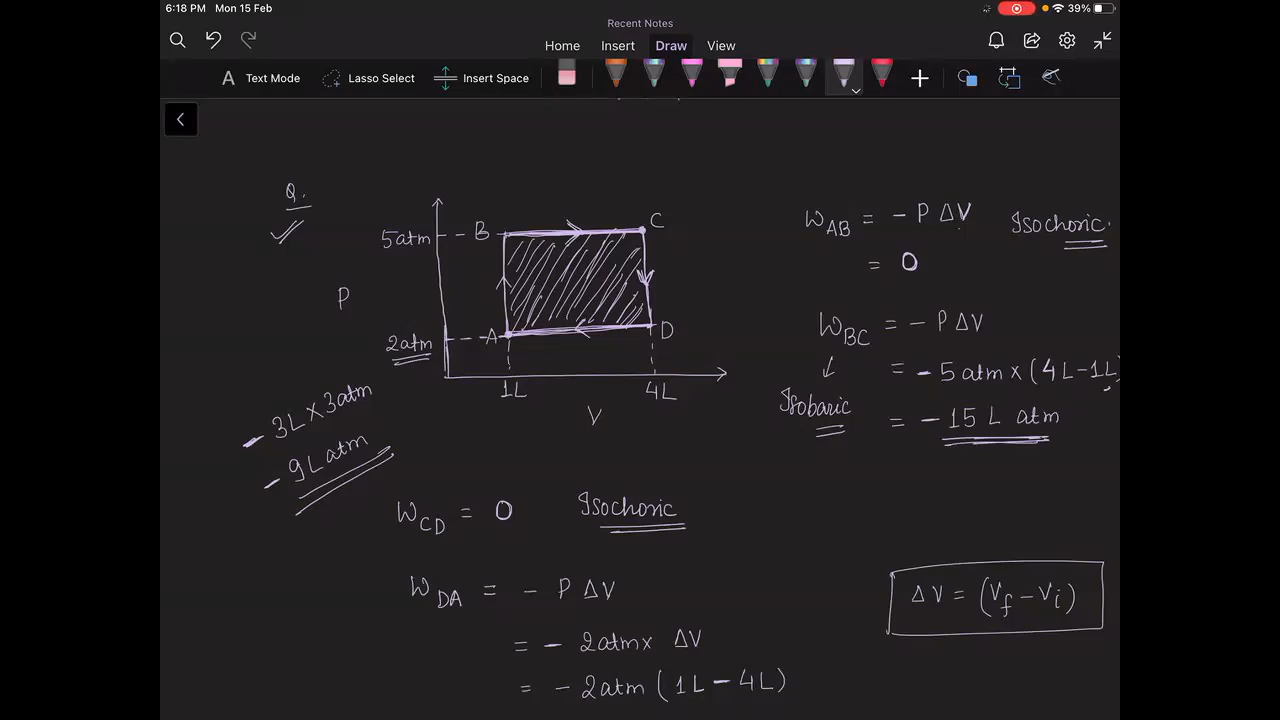 6:18 PM Mon 15 Feb
39%
Recent Notes
Home Insert Draw View
Text Mode Lasso Select Insert Space
Q.
P
5atm
2atm
B
C
A
D
1L
4L
V
- 3L × 3atm
- 9L atm
W_AB = - P ΔV
= 0
Isochoric
W_BC = - P ΔV
= - 5 atm × (4L - 1L)
= - 15 L atm
Isobaric
W_CD = 0 Isochoric
W_DA = - P ΔV
= - 2atm× ΔV
= - 2atm (1L - 4L)
ΔV = (V_f - V_i)